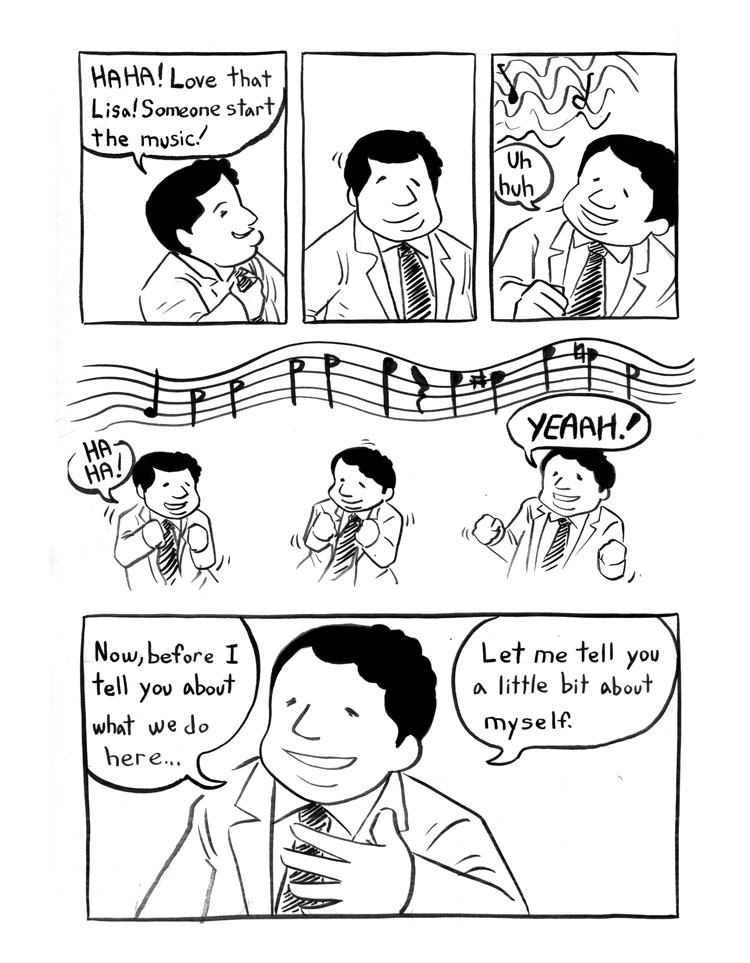 HAHA! Love that
Lisa! Someone start
the music!
Uh
huh
HA-
HA!
YEAAH!
Now, before I
tell you about
what we do
here...
Let me tell you
a little bit about
myself.